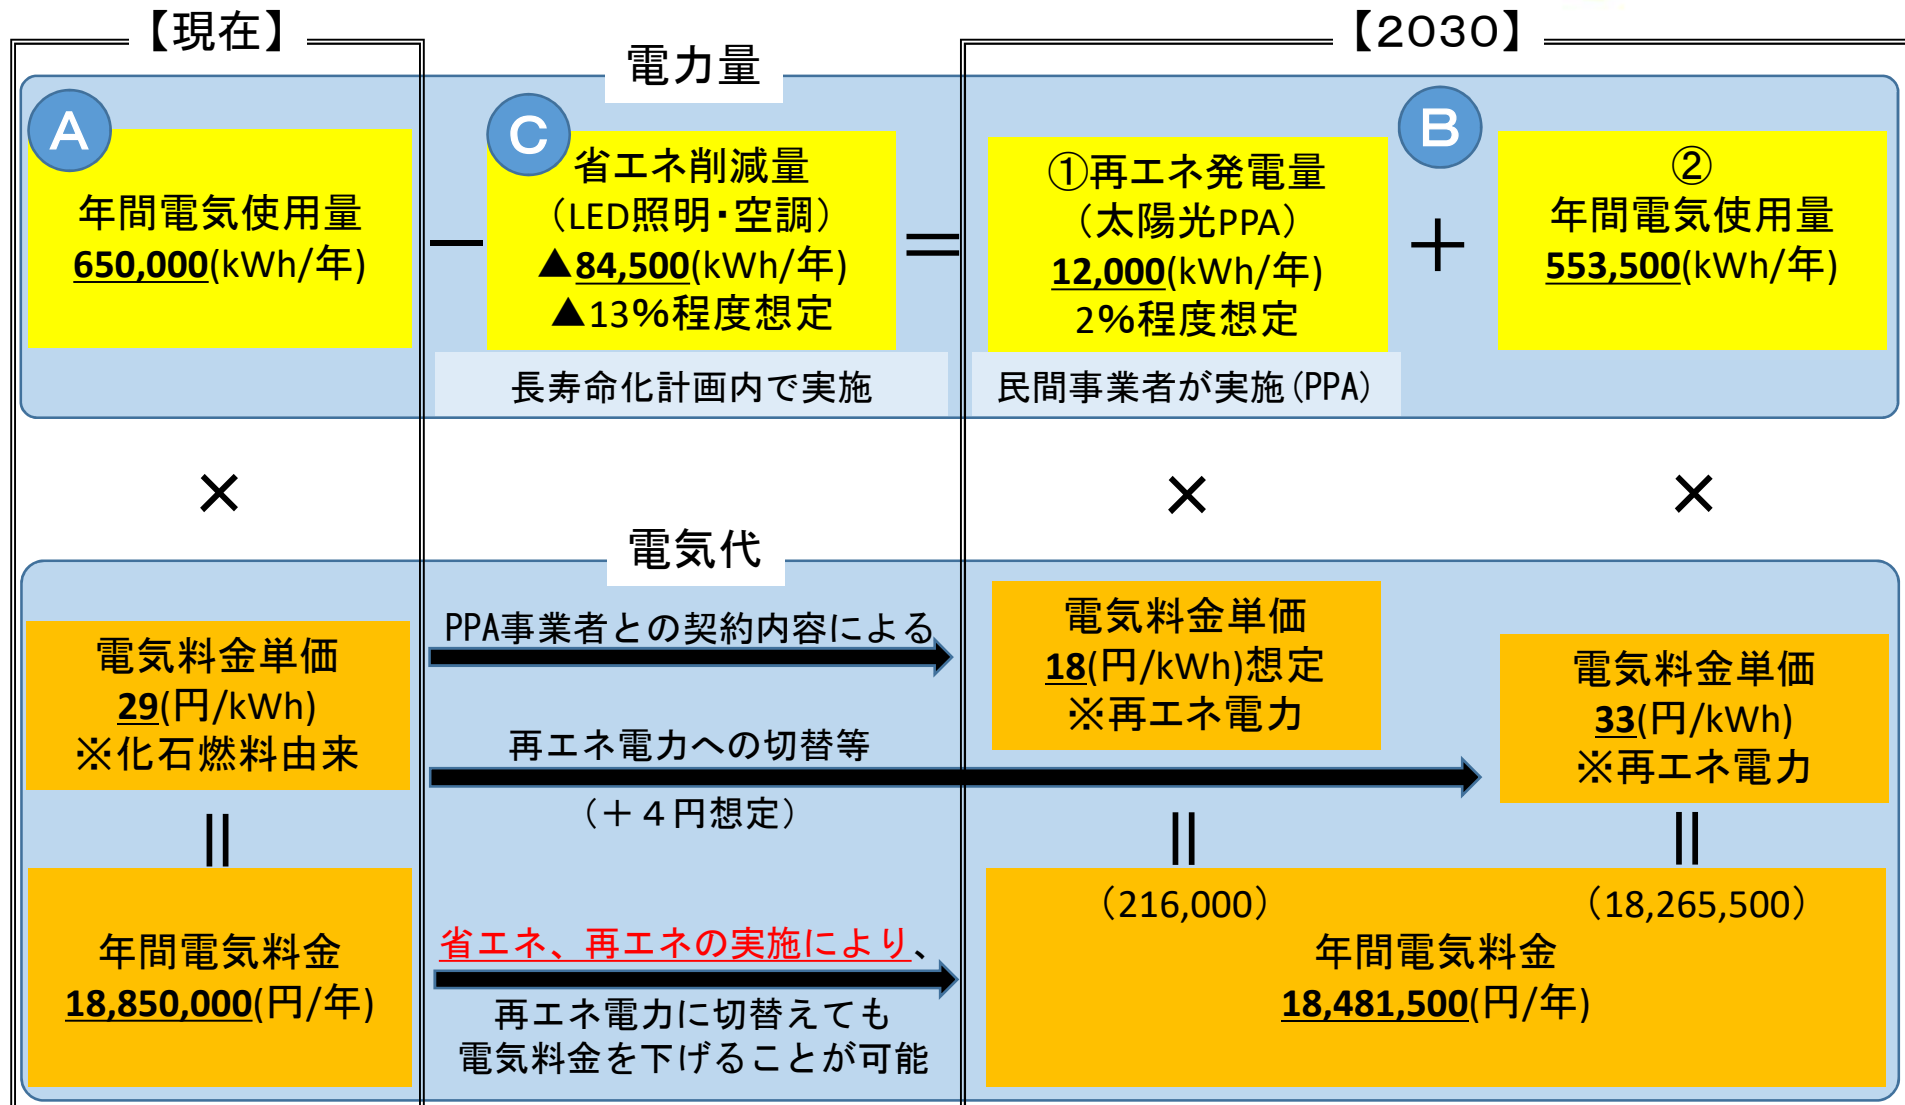 【現在】
【2030】
電力量
A
年間電気使用量
650,000(kWh/年)
－
C
省エネ削減量
(LED照明・空調)
▲84,500(kWh/年)
▲13%程度想定
長寿命化計画内で実施
＝
①再エネ発電量
(太陽光PPA)
12,000(kWh/年)
2%程度想定
民間事業者が実施(PPA)
B
＋
②
年間電気使用量
553,500(kWh/年)
×
×
×
電気代
電気料金単価
29(円/kWh)
※化石燃料由来
PPA事業者との契約内容による
再エネ電力への切替等
(＋４円想定)
電気料金単価
18(円/kWh)想定
※再エネ電力
電気料金単価
33(円/kWh)
※再エネ電力
＝
＝
＝
年間電気料金
18,850,000(円/年)
省エネ、再エネの実施により、
再エネ電力に切替えても
電気料金を下げることが可能
(216,000)
(18,265,500)
年間電気料金
18,481,500(円/年)